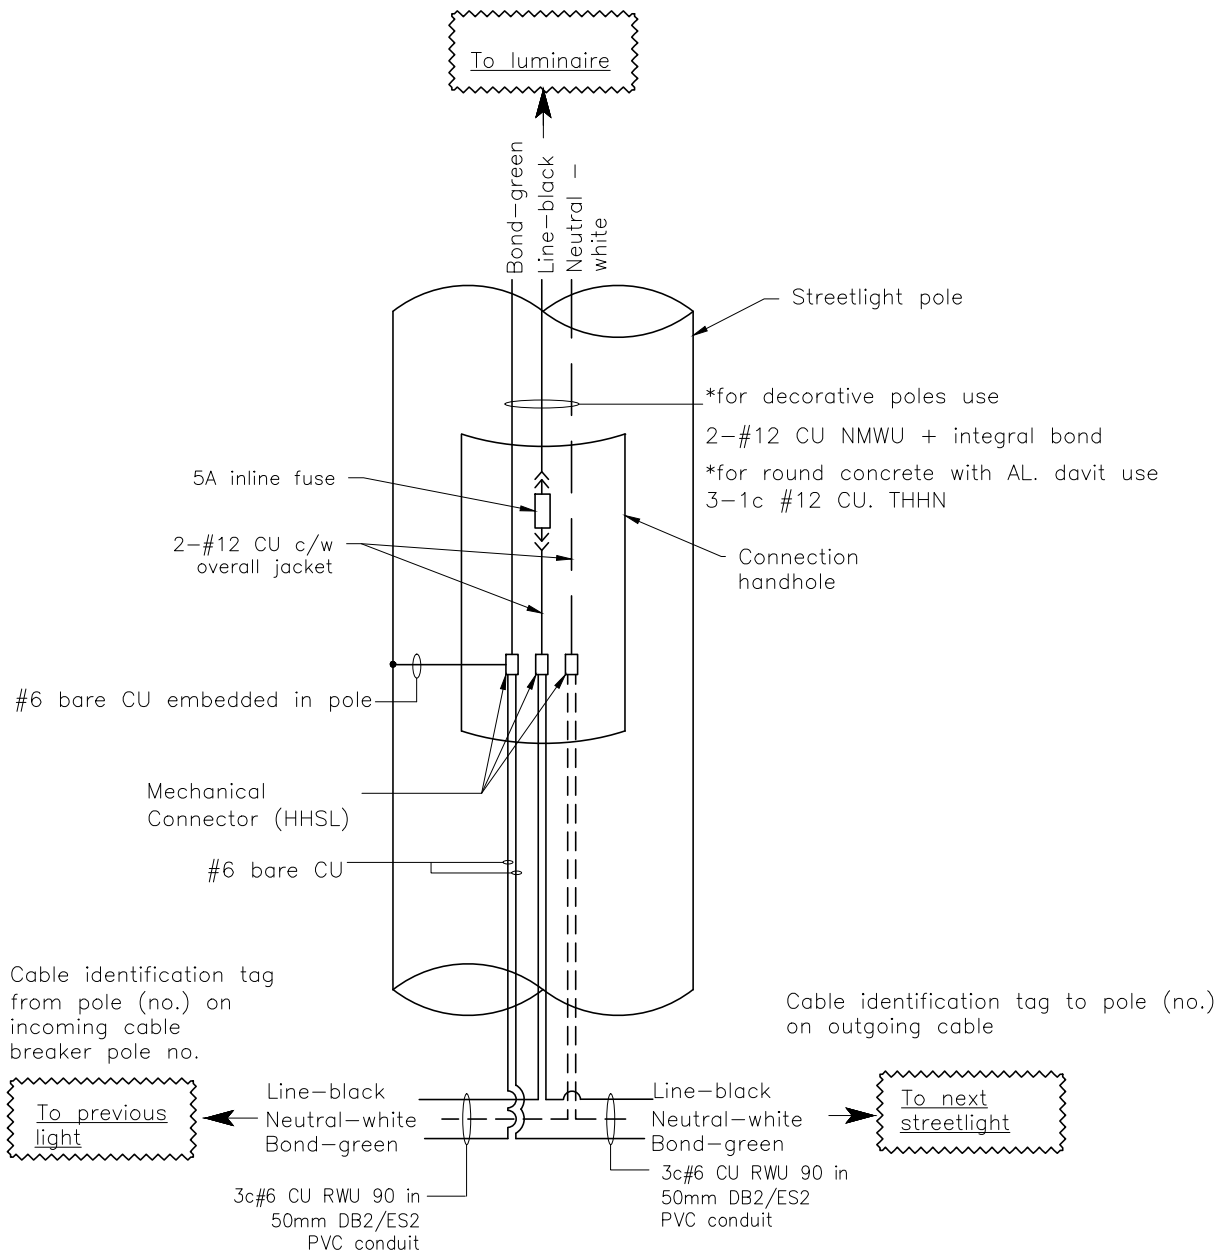 To luminaire
Bond-green
Line-black
Neutral -
white
Streetlight pole
*for decorative poles use
2-#12 CU NMWU + integral bond
*for round concrete with AL. davit use
3-1c #12 CU. THHN
5A inline fuse
2-#12 CU c/w
overall jacket
Connection
handhole
#6 bare CU embedded in pole
Mechanical
Connector (HHSL)
#6 bare CU
Cable identification tag
from pole (no.) on
incoming cable
breaker pole no.
Cable identification tag to pole (no.)
on outgoing cable
To previous
light
Line-black
Neutral-white
Bond-green
Line-black
Neutral-white
Bond-green
To next
streetlight
3c#6 CU RWU 90 in
50mm DB2/ES2
PVC conduit
3c#6 CU RWU 90 in
50mm DB2/ES2
PVC conduit